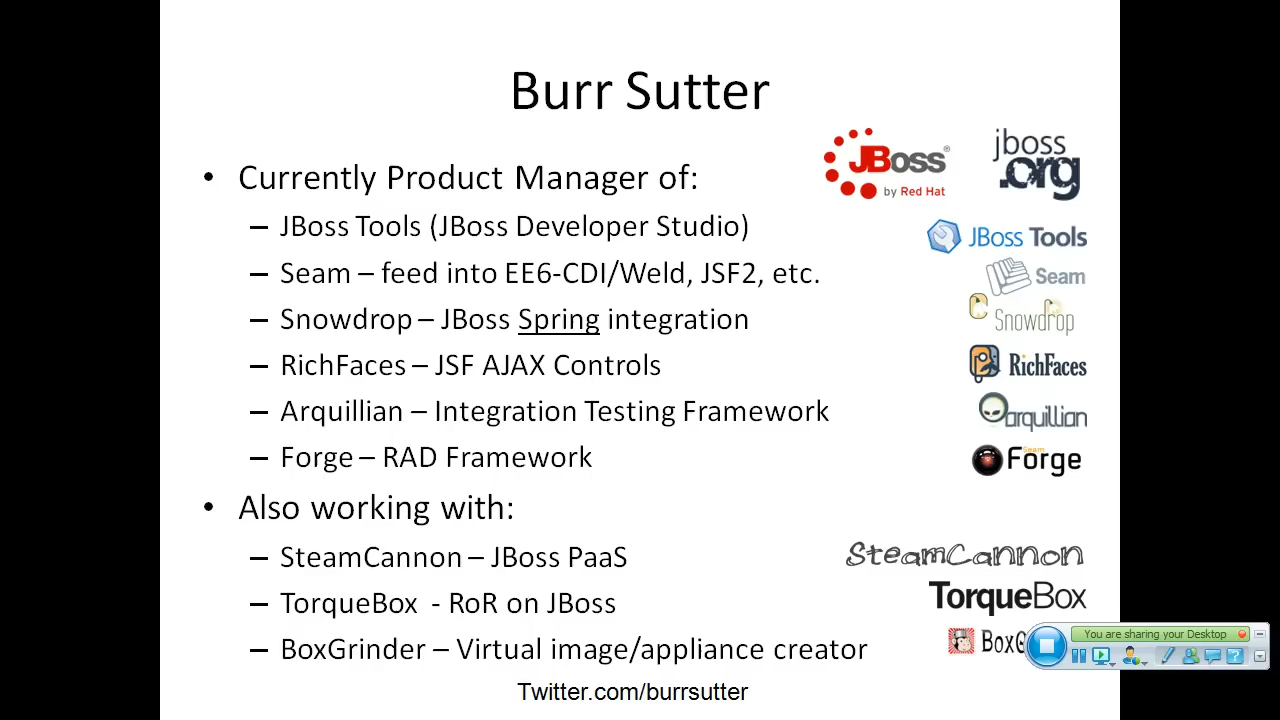 Burr Sutter
• Currently Product Manager of:
– JBoss Tools (JBoss Developer Studio)
– Seam – feed into EE6-CDI/Weld, JSF2, etc.
– Snowdrop – JBoss Spring integration
– RichFaces – JSF AJAX Controls
– Arquillian – Integration Testing Framework
– Forge – RAD Framework
• Also working with:
– SteamCannon – JBoss PaaS
– TorqueBox - RoR on JBoss
– BoxGrinder – Virtual image/appliance creator
Twitter.com/burrsutter
JBoss®
by Red Hat
jboss
.org
JBoss Tools
Seam
Snowdrop
RichFaces
arquillian
Seam
Forge
SteamCannon
TorqueBox
BoxG
You are sharing your Desktop